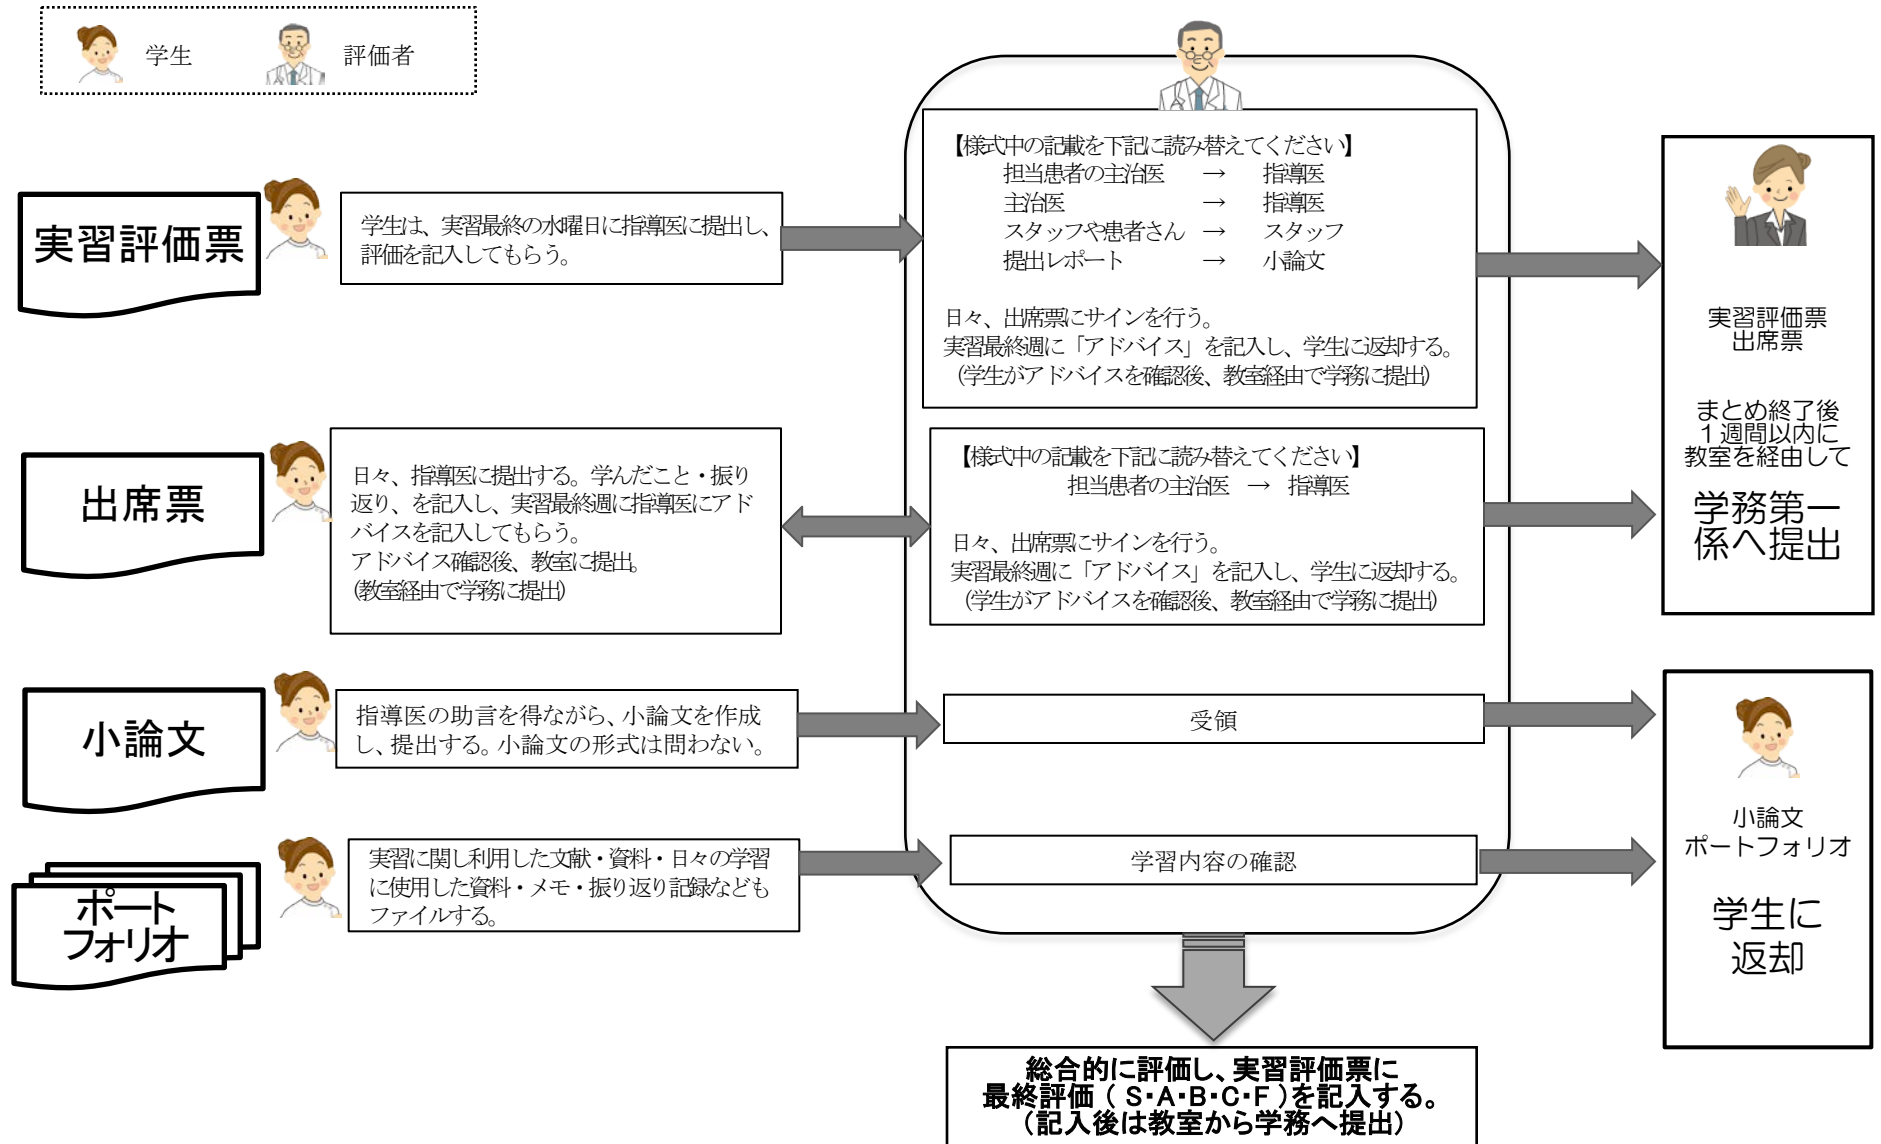 学生
評価者
実習評価票
学生は、実習最終の水曜日に指導医に提出し、
評価を記入してもらう。
【様式中の記載を下記に読み替えてください】
担当患者の主治医 → 指導医
主治医 → 指導医
スタッフや患者さん → スタッフ
提出レポート → 小論文
日々、出席票にサインを行う。
実習最終週に「アドバイス」を記入し、学生に返却する。
(学生がアドバイスを確認後、教室経由で学務に提出)
実習評価票
出席票
まとめ終了後
１週間以内に
教室を経由して
学務第一
係へ提出
出席票
日々、指導医に提出する。学んだこと・振り
返り、を記入し、実習最終週に指導医にアド
バイスを記入してもらう。
アドバイス確認後、教室に提出。
(教室経由で学務に提出)
【様式中の記載を下記に読み替えてください】
担当患者の主治医 → 指導医
日々、出席票にサインを行う。
実習最終週に「アドバイス」を記入し、学生に返却する。
(学生がアドバイスを確認後、教室経由で学務に提出)
小論文
指導医の助言を得ながら、小論文を作成
し、提出する。小論文の形式は問わない。
受領
小論文
ポートフォリオ
学生に
返却
ポート
フォリオ
実習に関し利用した文献・資料・日々の学習
に使用した資料・メモ・振り返り記録なども
ファイルする。
学習内容の確認
総合的に評価し、実習評価票に
最終評価（ S・A・B・C・F ）を記入する。
（記入後は教室から学務へ提出）